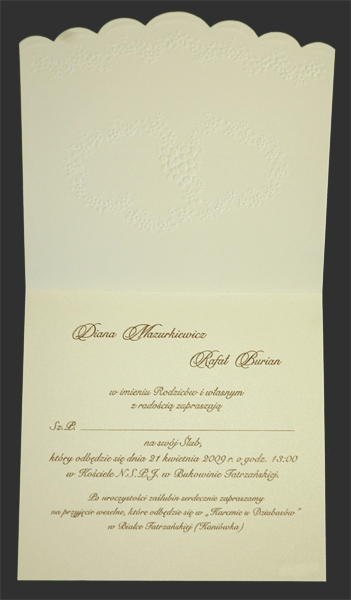 Diana Mazurkiewicz
Rafał Burian
w imieniu Rodziców i własnym
z radością zapraszają
Sz.P.
na swój Ślub,
który odbędzie się dnia 21 kwietnia 2009 r. o godz. 13:00
w Kościele N.S.P.J. w Bukowinie Tatrzańskiej.
Po uroczystości zaślubin serdecznie zapraszamy
na przyjęcie weselne, które odbędzie się w „Karcmie w Dziubasów"
w Białce Tatrzańskiej (Kaniówka)